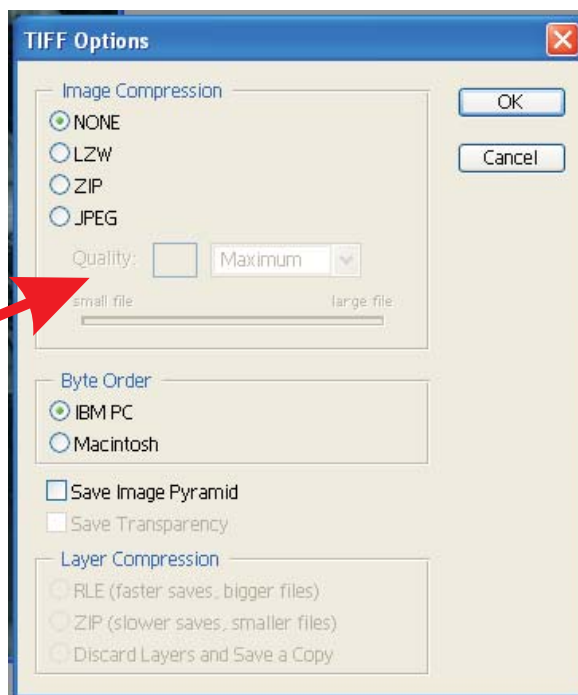 TIFF Options
Image Compression
NONE
LZW
ZIP
JPEG
Quality: Maximum
small file large file
OK
Cancel
Byte Order
IBM PC
Macintosh
Save Image Pyramid
Save Transparency
Layer Compression
RLE (faster saves, bigger files)
ZIP (slower saves, smaller files)
Discard Layers and Save a Copy